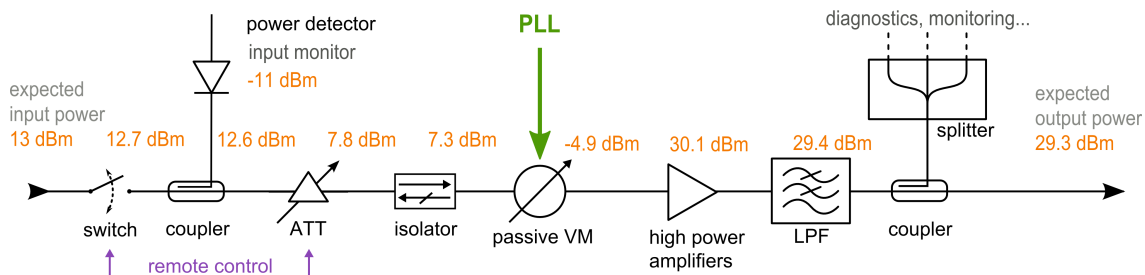 power detector
input monitor
-11 dBm
PLL
diagnostics, monitoring...
splitter
expected
input power
13 dBm
12.7 dBm
12.6 dBm
7.8 dBm
7.3 dBm
-4.9 dBm
30.1 dBm
29.4 dBm
expected
output power
29.3 dBm
switch
coupler
ATT
isolator
passive VM
high power
amplifiers
LPF
coupler
remote control